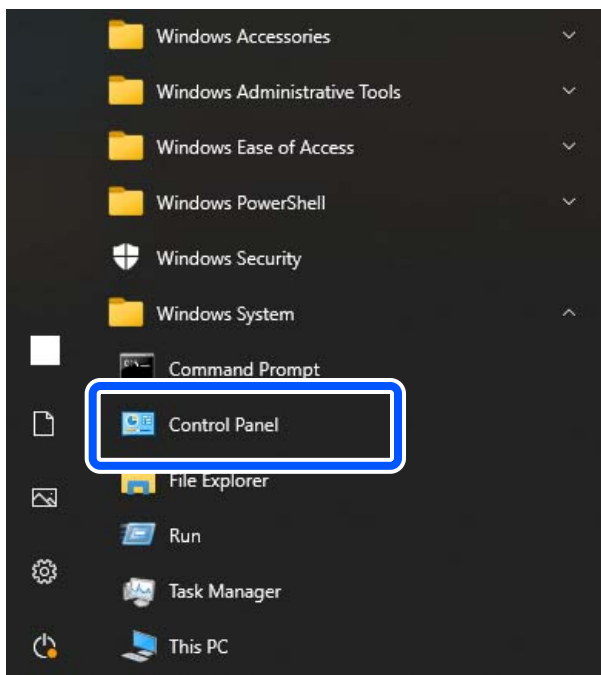 Windows Accessories
Windows Administrative Tools
Windows Ease of Access
Windows PowerShell
Windows Security
Windows System
Command Prompt
Control Panel
File Explorer
Run
Task Manager
This PC